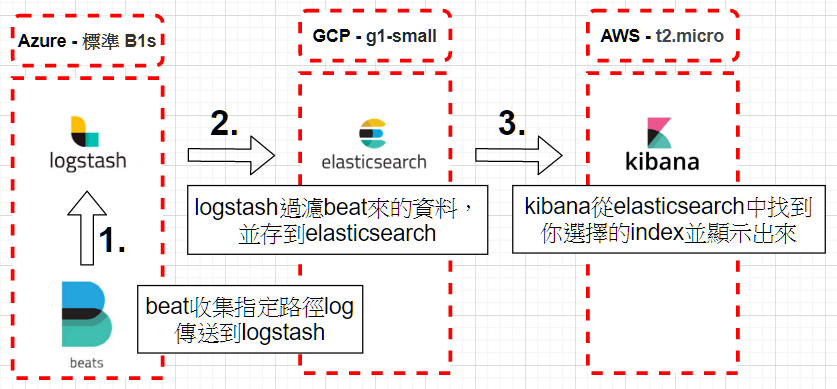 Azure - 標準 B1s
GCP - g1-small
AWS - t2.micro
logstash
2.
elasticsearch
3.
kibana
logstash過濾beat來的資料，
並存到elasticsearch
kibana從elasticsearch中找到
你選擇的index並顯示出來
1.
beat收集指定路徑log
傳送到logstash
beats